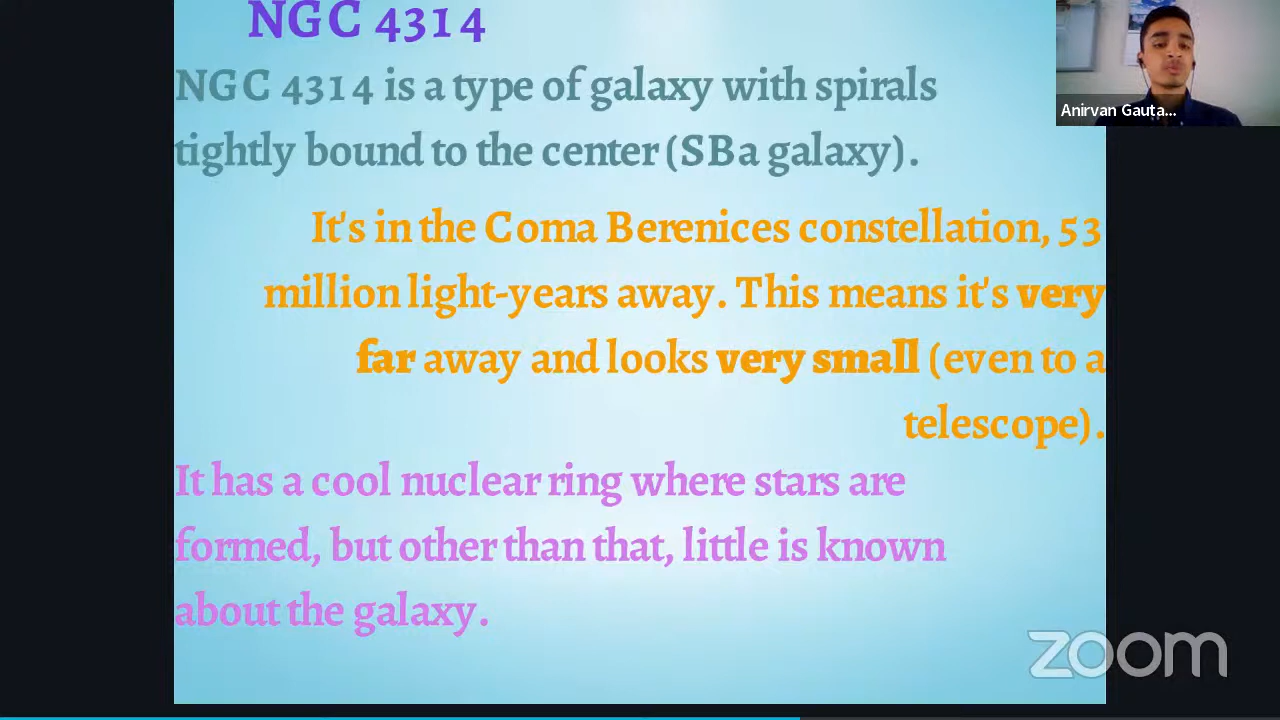 NGC 4314
NGC 4314 is a type of galaxy with spirals
tightly bound to the center (SBa galaxy).
Anirvan Gauta...
It's in the Coma Berenices constellation, 53
million light-years away. This means it's very
far away and looks very small (even to a
telescope).
It has a cool nuclear ring where stars are
formed, but other than that, little is known
about the galaxy.
zoom